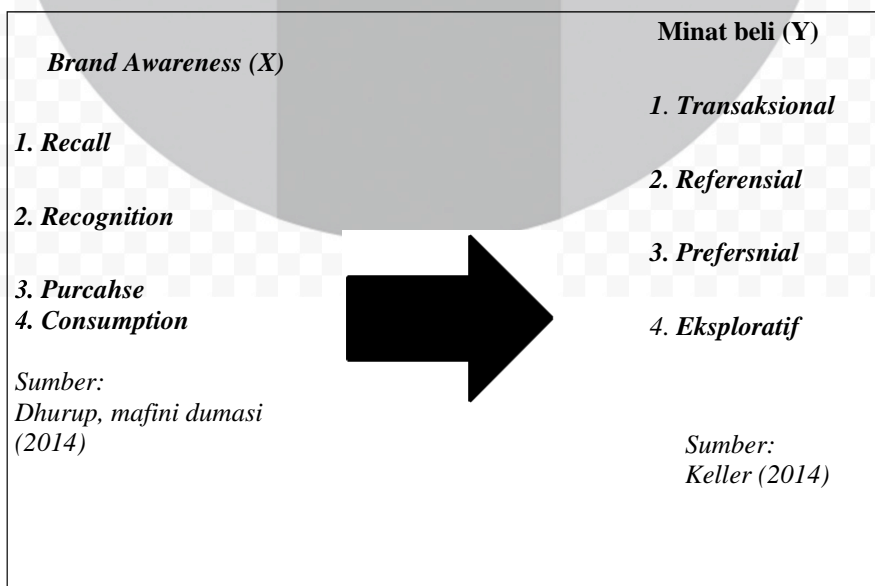 Brand Awareness (X)
1. Recall
2. Recognition
3. Purcahse
4. Consumption
Sumber:
Dhurup, mafini dumasi
(2014)
Minat beli (Y)
1. Transaksional
2. Referensial
3. Prefersnial
4. Eksploratif
Sumber:
Keller (2014)